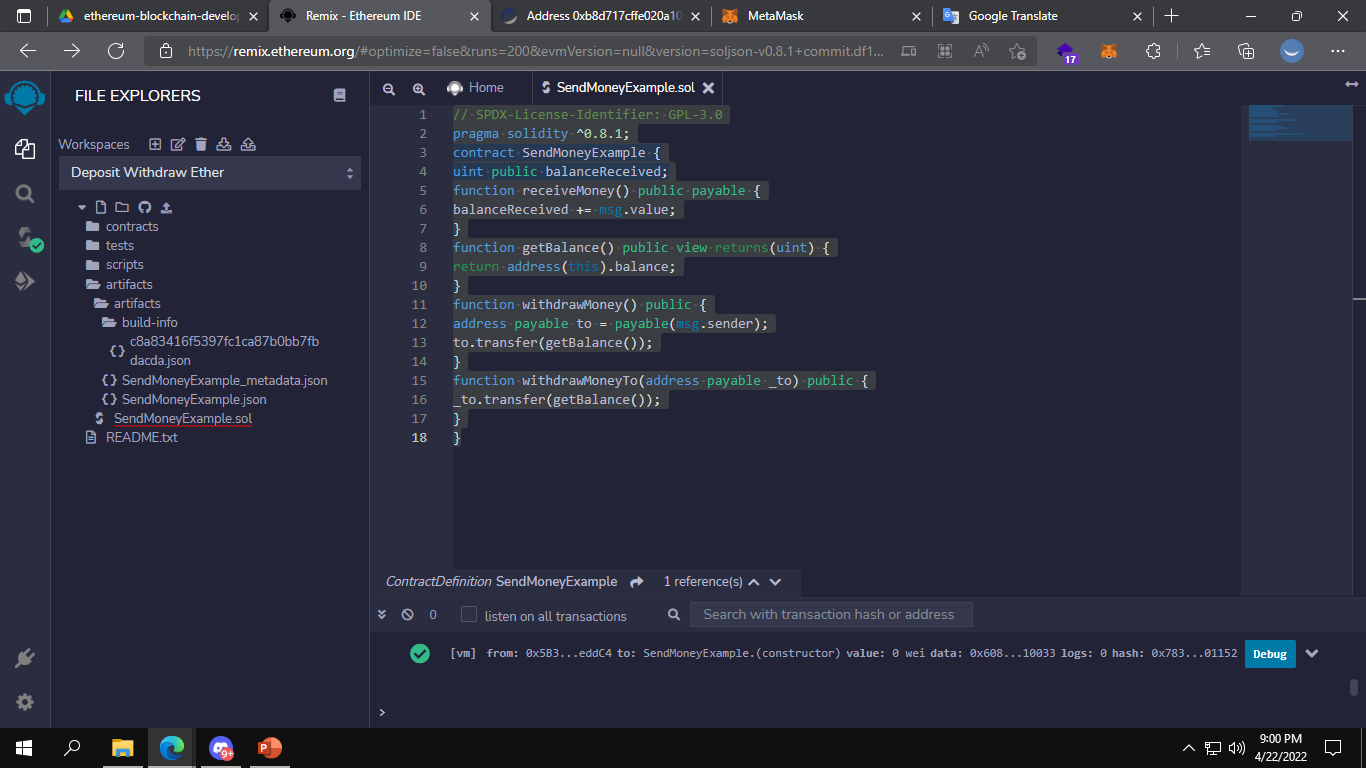 ethereum-blockchain-develop
Remix - Ethereum IDE
Address 0xb8d717cffe020a10
MetaMask
Google Translate
https://remix.ethereum.org/#optimize=false&runs=200&evmVersion=null&version=soljson-v0.8.1+commit.df1...
17
FILE EXPLORERS
Home
SendMoneyExample.sol
Workspaces
Deposit Withdraw Ether
contracts
tests
scripts
artifacts
artifacts
build-info
c8a83416f5397fc1ca87b0bb7fb
dacda.json
SendMoneyExample_metadata.json
SendMoneyExample.json
SendMoneyExample.sol
README.txt
1 // SPDX-License-Identifier: GPL-3.0
2 pragma solidity ^0.8.1;
3 contract SendMoneyExample {
4 uint public balanceReceived;
5 function receiveMoney() public payable {
6 balanceReceived += msg.value;
7 }
8 function getBalance() public view returns(uint) {
9 return address(this).balance;
10 }
11 function withdrawMoney() public {
12 address payable to = payable(msg.sender);
13 to.transfer(getBalance());
14 }
15 function withdrawMoneyTo(address payable _to) public {
16 _to.transfer(getBalance());
17 }
18 }
ContractDefinition SendMoneyExample 1 reference(s)
0 listen on all transactions Search with transaction hash or address
[vm] from: 0x5B3...eddC4 to: SendMoneyExample.(constructor) value: 0 wei data: 0x608...10033 logs: 0 hash: 0x783...01152 Debug
>
9+
9:00 PM
4/22/2022